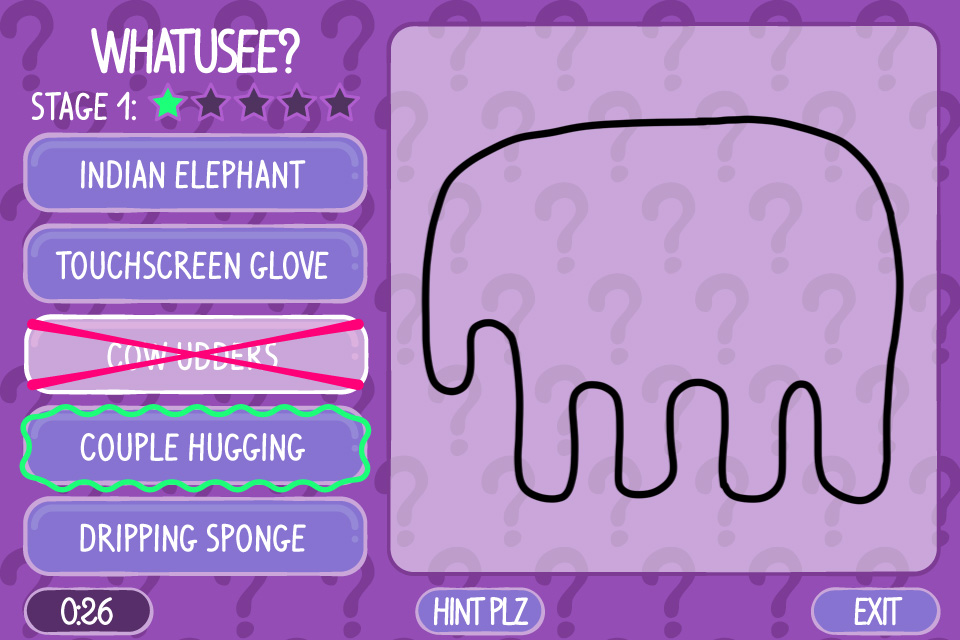 WHATUSEE?
STAGE 1:
INDIAN ELEPHANT
TOUCHSCREEN GLOVE
COW UDDERS
COUPLE HUGGING
DRIPPING SPONGE
0:26
HINT PLZ
EXIT